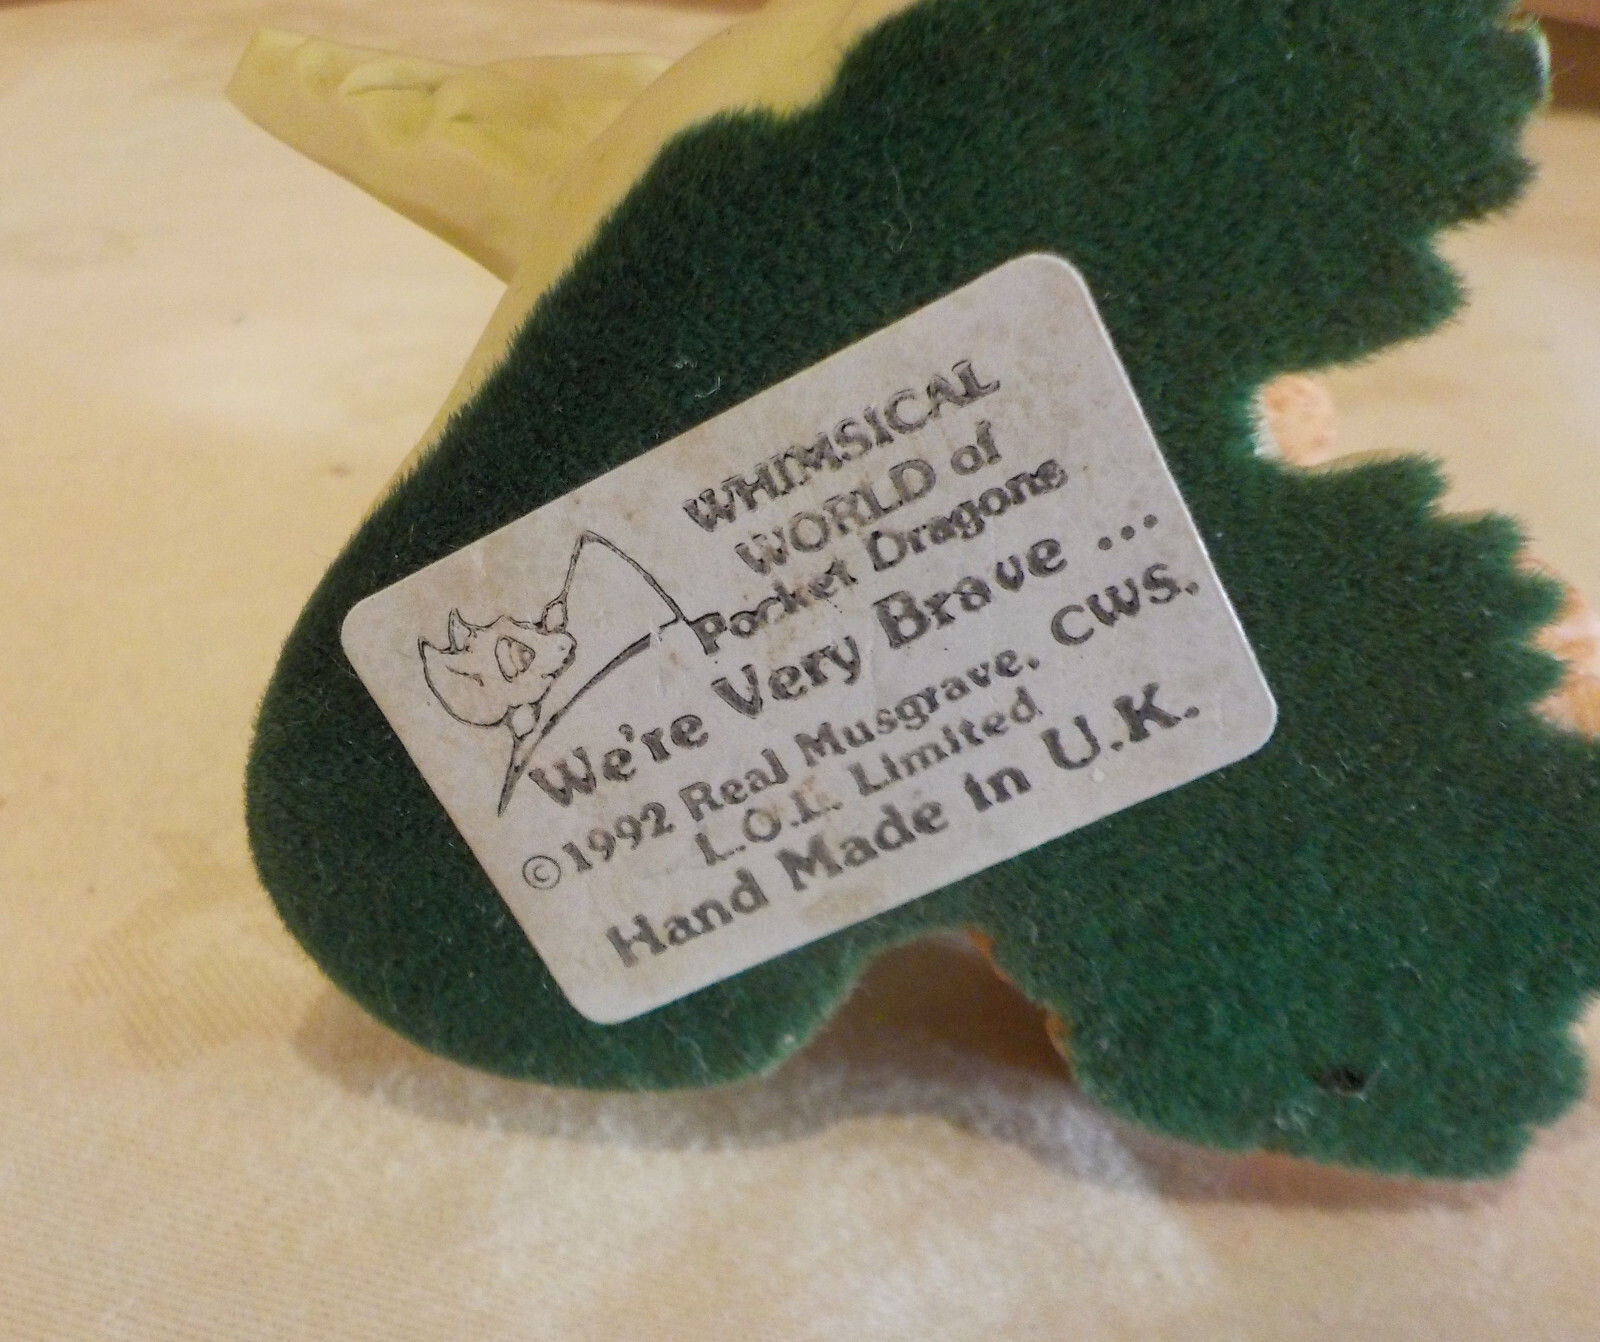 WHIMSICAL
WORLD of
Pocket Dragons
We're Very Brave ...
©1992 Real Musgrave, CWS.
L.O.L. Limited
Hand Made in U.K.